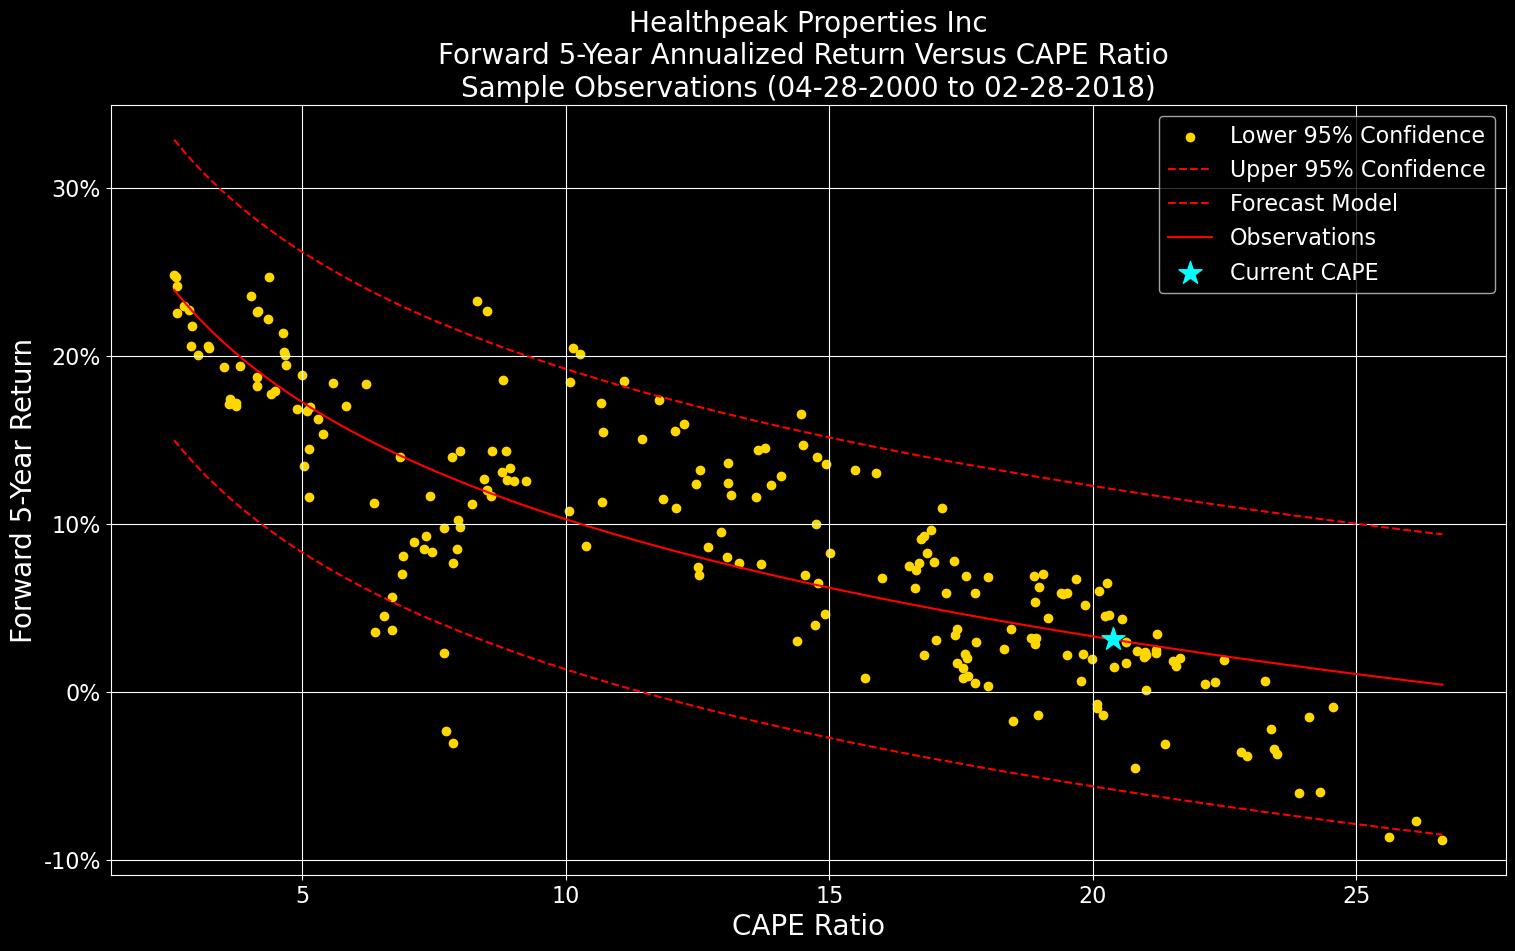 Healthpeak Properties Inc
Forward 5-Year Annualized Return Versus CAPE Ratio
Sample Observations (04-28-2000 to 02-28-2018)
Lower 95% Confidence
Upper 95% Confidence
Forecast Model
Observations
Current CAPE
Forward 5-Year Return
30%
20%
10%
0%
-10%
5
10
15
20
25
CAPE Ratio